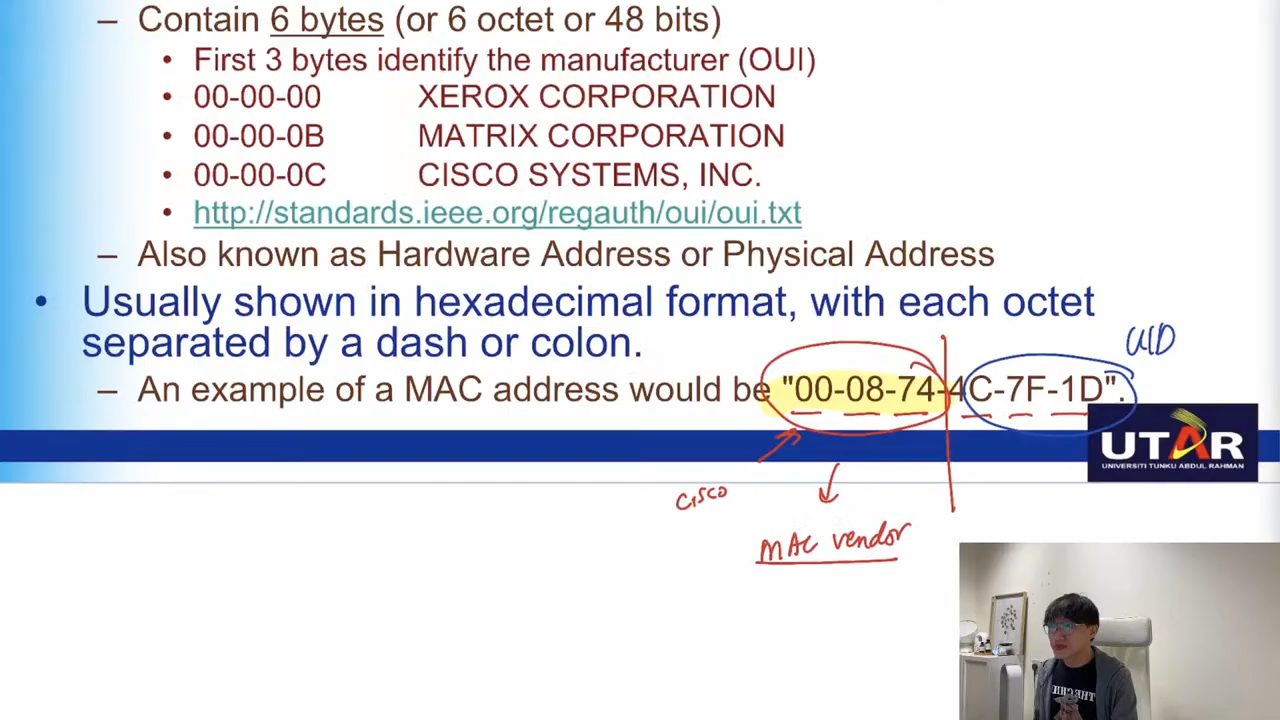 – Contain 6 bytes (or 6 octet or 48 bits)
• First 3 bytes identify the manufacturer (OUI)
• 00-00-00 XEROX CORPORATION
• 00-00-0B MATRIX CORPORATION
• 00-00-0C CISCO SYSTEMS, INC.
• http://standards.ieee.org/regauth/oui/oui.txt
– Also known as Hardware Address or Physical Address
• Usually shown in hexadecimal format, with each octet
separated by a dash or colon.
UID
– An example of a MAC address would be "00-08-74-4C-7F-1D".
UTAR
UNIVERSITI TUNKU ABDUL RAHMAN
Cisco
MAC vendor